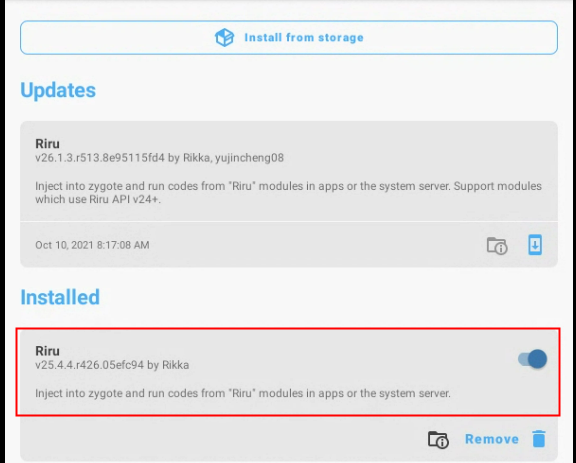 Install from storage
Updates
Riru
v26.1.3.r513.8e95115fd4 by Rikka, yujincheng08
Inject into zygote and run codes from "Riru" modules in apps or the system server. Support modules
which use Riru API v24+.
Oct 10, 2021 8:17:08 AM
Installed
Riru
v25.4.4.r426.05efc94 by Rikka
Inject into zygote and run codes from "Riru" modules in apps or the system server.
Remove